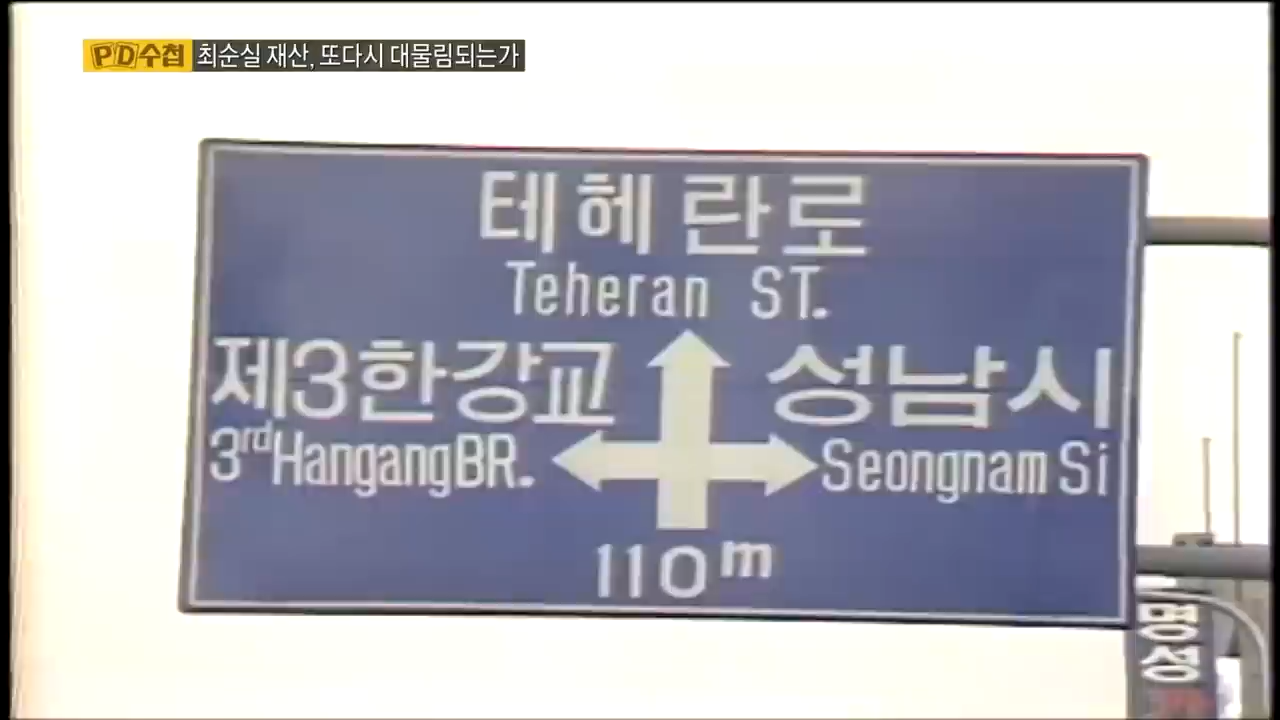 PD수첩 최순실 재산, 또다시 대물림되는가
테헤란로
Teheran ST.
제3한강교
3rd Hangang BR.
성남시
Seongnam Si
110m
명성